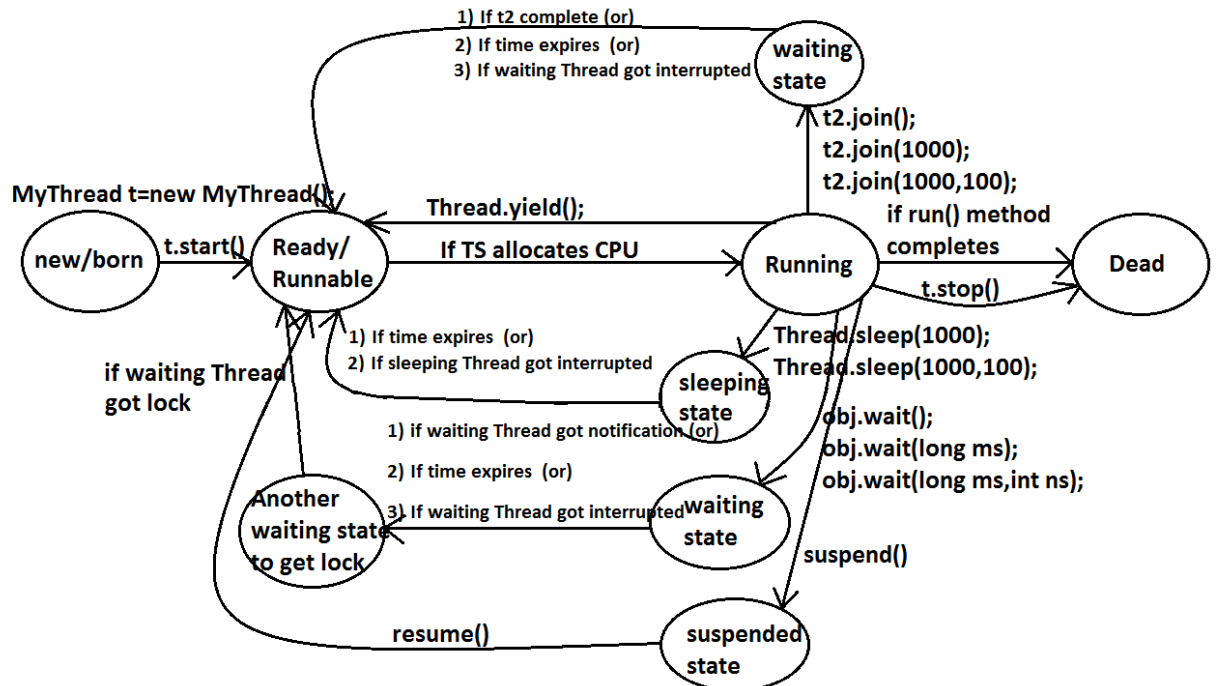 1) If t2 complete (or)
2) If time expires (or)
3) If waiting Thread got interrupted
waiting
state
t2.join();
t2.join(1000);
t2.join(1000,100);
MyThread t=new MyThread();
new/born
t.start()
Ready/
Runnable
Thread.yield();
If TS allocates CPU
Running
if run() method
completes
t.stop()
Dead
1) If time expires (or)
2) If sleeping Thread got interrupted
sleeping
state
Thread.sleep(1000);
Thread.sleep(1000,100);
if waiting Thread
got lock
1) if waiting Thread got notification (or)
2) If time expires (or)
3) If waiting Thread got interrupted
obj.wait();
obj.wait(long ms);
obj.wait(long ms,int ns);
Another
waiting state
to get lock
waiting
state
suspend()
resume()
suspended
state